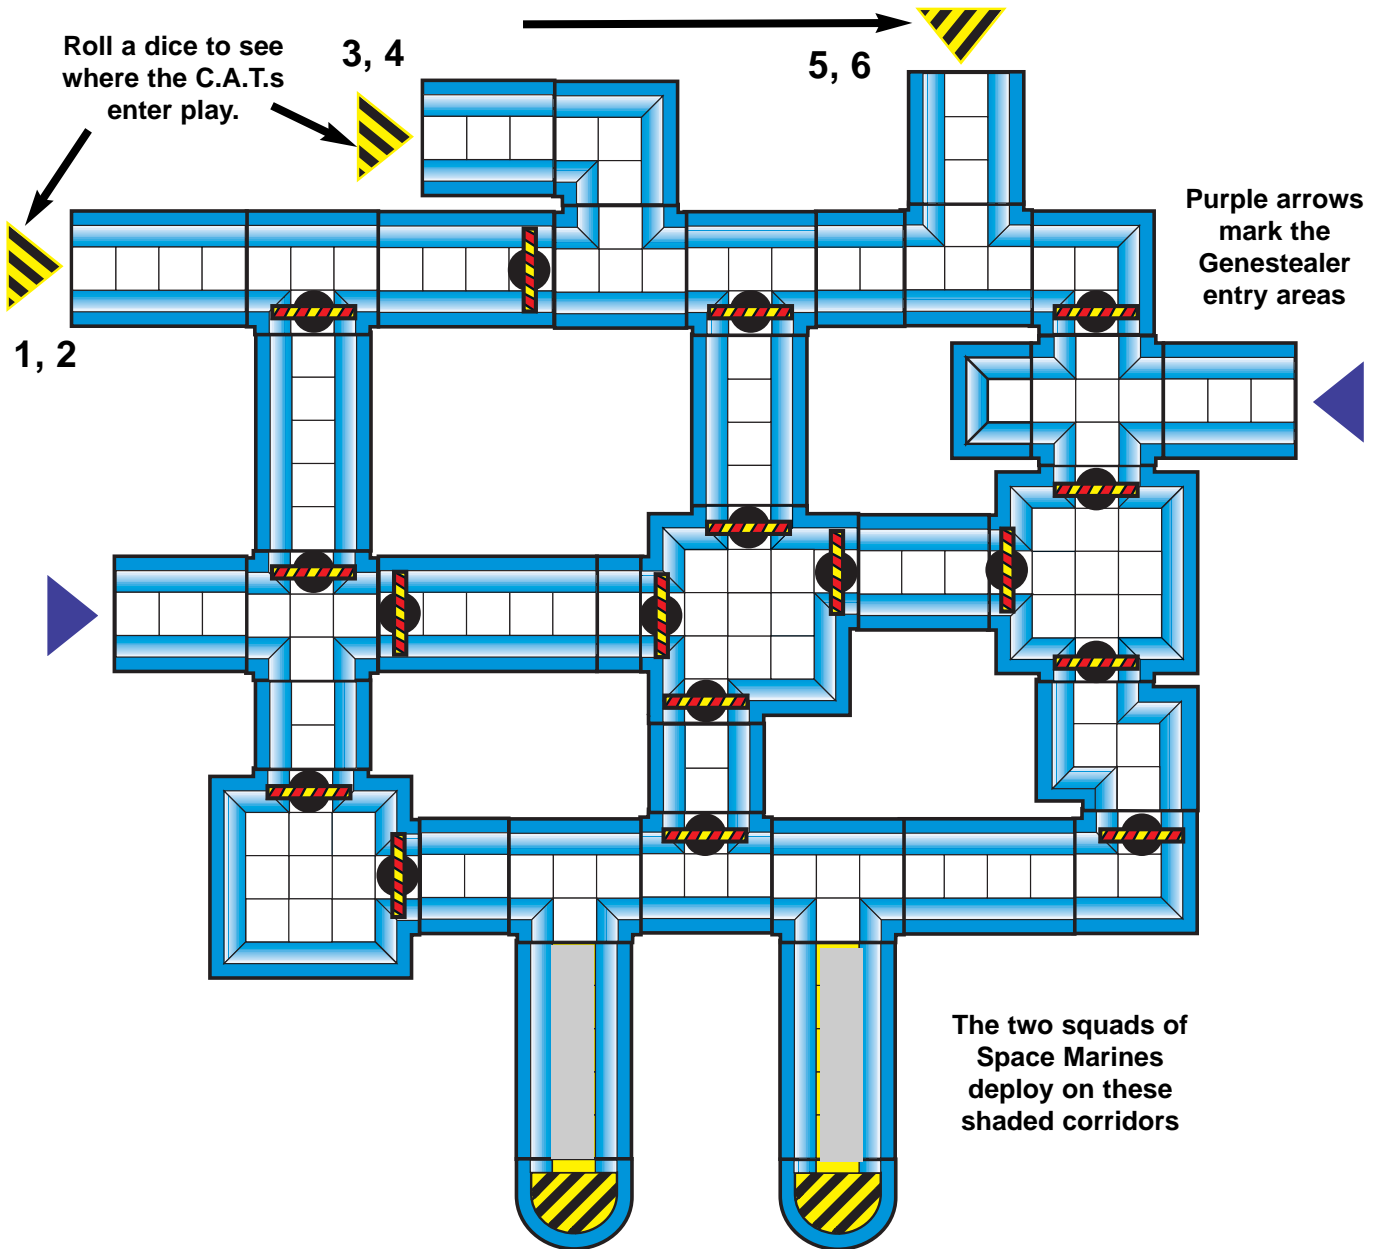 Roll a dice to see
where the C.A.T.s
enter play.
3, 4
5, 6
1, 2
Purple arrows
mark the
Genestealer
entry areas
The two squads of
Space Marines
deploy on these
shaded corridors